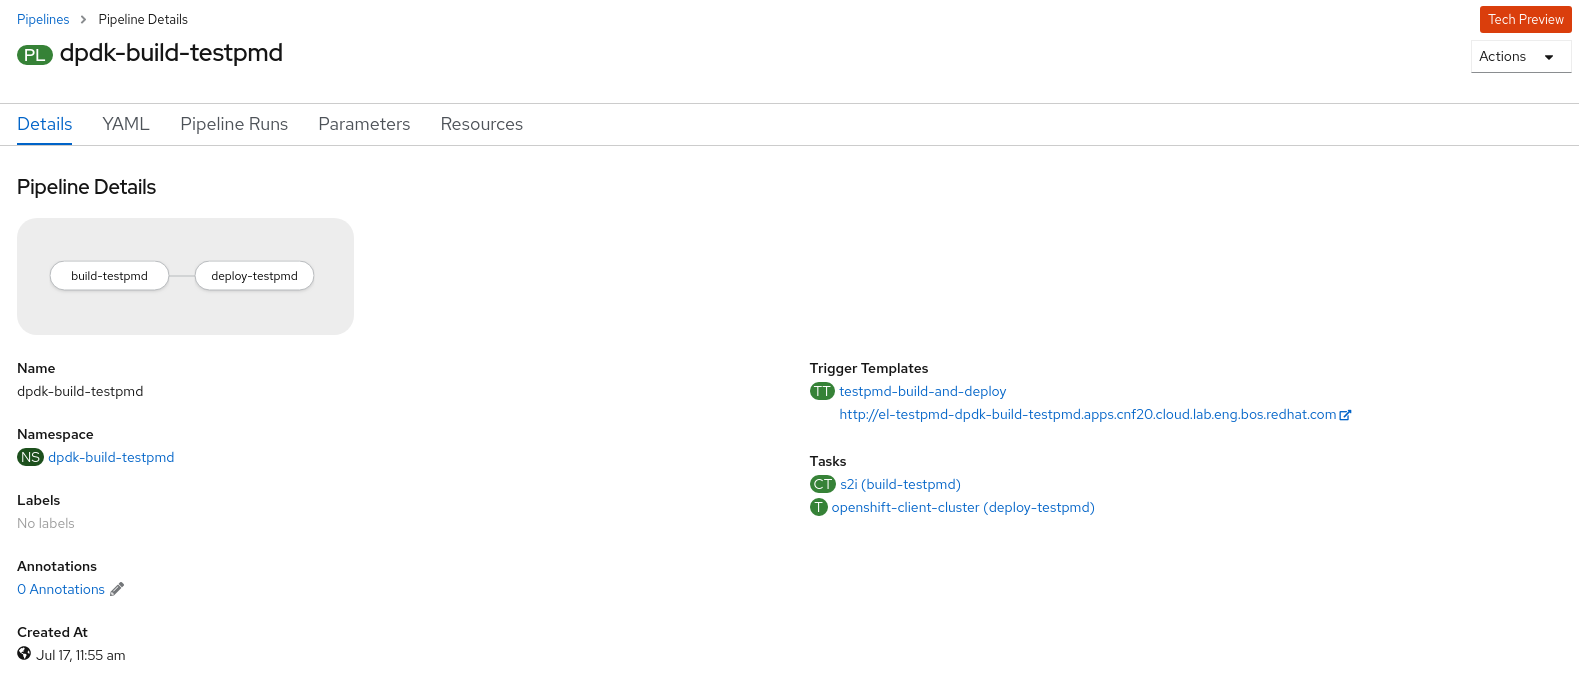 Pipelines > Pipeline Details
Tech Preview
PL dpdk-build-testpmd
Actions
Details YAML Pipeline Runs Parameters Resources
Pipeline Details
build-testpmd deploy-testpmd
Name
dpdk-build-testpmd
Namespace
NS dpdk-build-testpmd
Labels
No labels
Annotations
0 Annotations
Created At
Jul 17, 11:55 am
Trigger Templates
TT testpmd-build-and-deploy
http://el-testpmd-dpdk-build-testpmd.apps.cnf20.cloud.lab.eng.bos.redhat.com
Tasks
CT s2i (build-testpmd)
T openshift-client-cluster (deploy-testpmd)